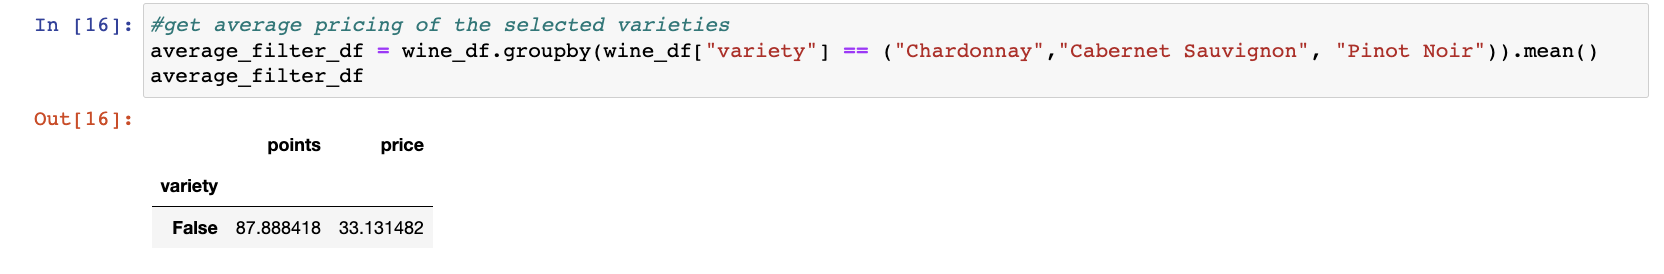 In [16]: #get average pricing of the selected varieties
average_filter_df = wine_df.groupby(wine_df["variety"] == ("Chardonnay","Cabernet Sauvignon", "Pinot Noir")).mean()
average_filter_df
Out[16]:
points price
variety
False 87.888418 33.131482